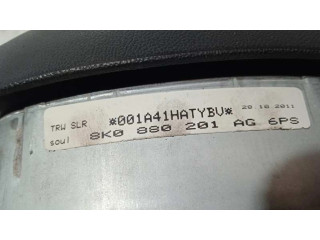 TRW SLR *001A41HATYBV* 20 10 2011
soul 8K0 880 201 AG 6PS